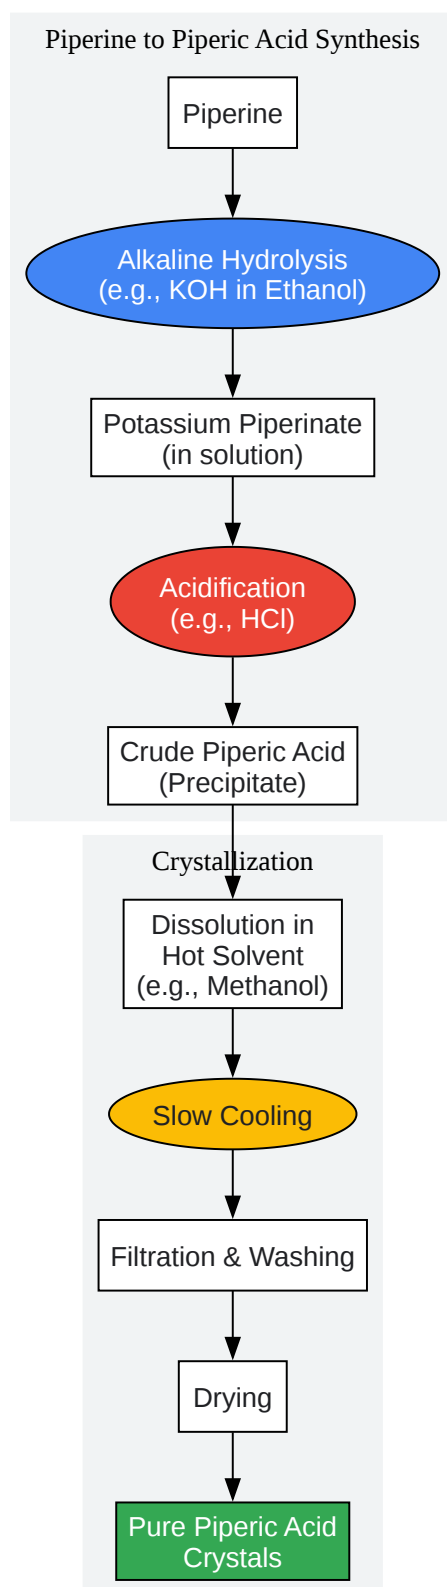 Piperine to Piperic Acid Synthesis
Piperine
Alkaline Hydrolysis
(e.g., KOH in Ethanol)
Potassium Piperinate
(in solution)
Acidification
(e.g., HCl)
Crude Piperic Acid
(Precipitate)
Crystallization
Dissolution in
Hot Solvent
(e.g., Methanol)
Slow Cooling
Filtration & Washing
Drying
Pure Piperic Acid
Crystals